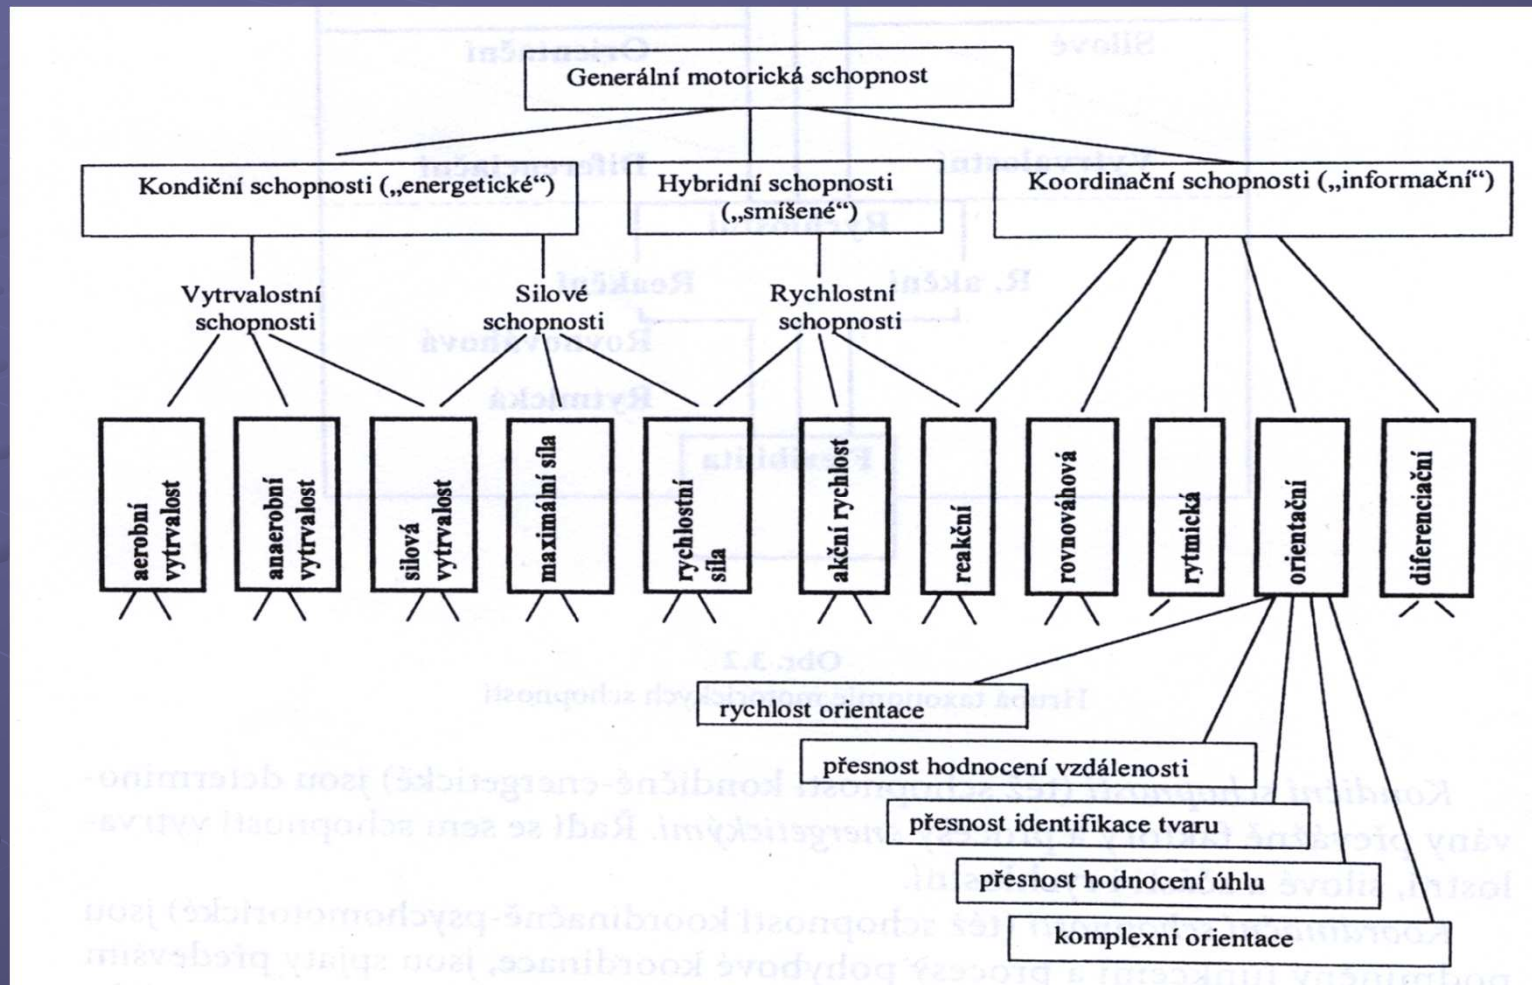 Generální motorická schopnost
Kondiční schopnosti („energetické“)
Hybridní schopnosti
(„smíšené“)
Koordinační schopnosti („informační“)
Vytrvalostní
schopnosti
Silové
schopnosti
Rychlostní
schopnosti
aerobní
vytrvalost
anaerobní
vytrvalost
silová
vytrvalost
maximální síla
rychlostní
síla
akční rychlost
reakční
rovnováhová
rytmická
orientační
diferenciační
rychlost orientace
přesnost hodnocení vzdálenosti
přesnost identifikace tvaru
přesnost hodnocení úhlu
komplexní orientace